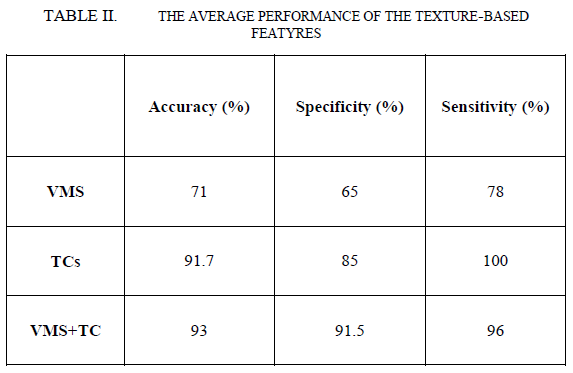 TABLE II. THE AVERAGE PERFORMANCE OF THE TEXTURE-BASED
FEATYRES
Accuracy (%) Specificity (%) Sensitivity (%)
VMS 71 65 78
TCs 91.7 85 100
VMS+TC 93 91.5 96